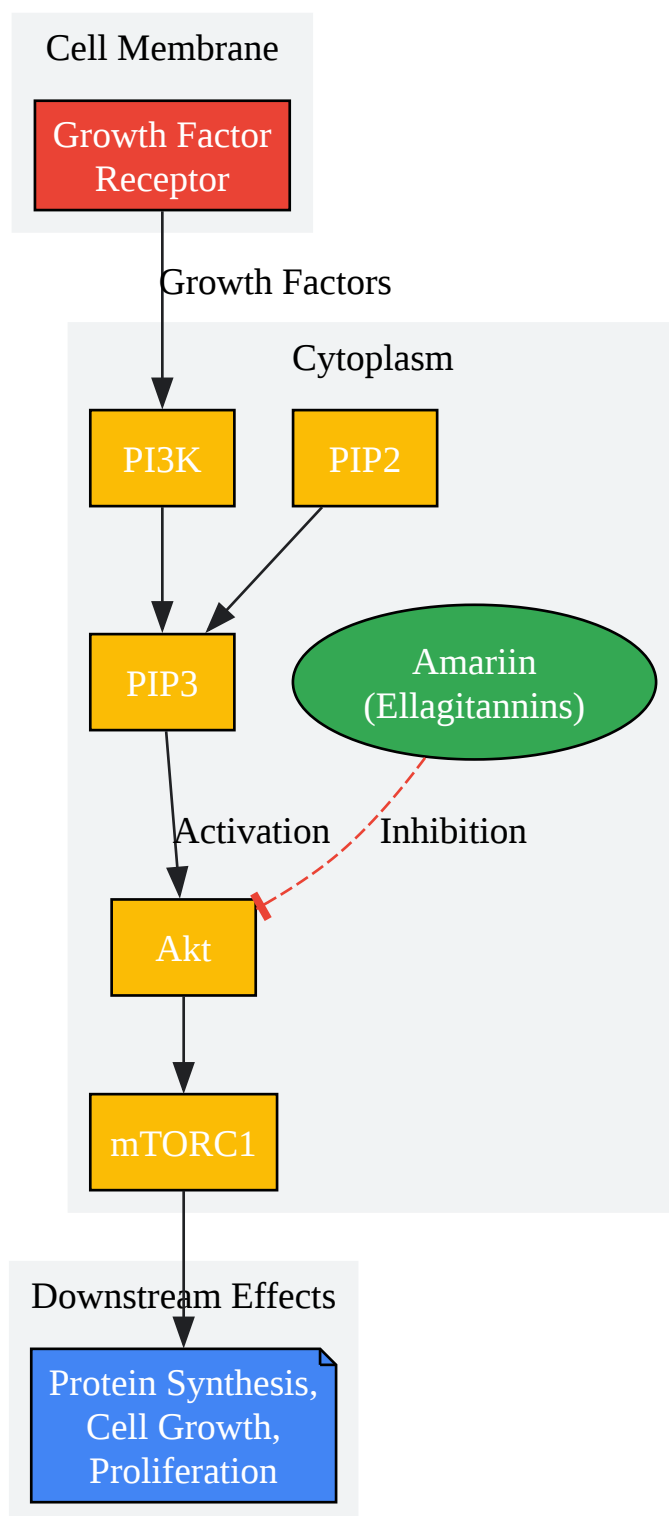 Cell Membrane
Growth Factor
Receptor
Growth Factors
Cytoplasm
PI3K
PIP2
PIP3
Amariin
(Ellagitannins)
Activation
Inhibition
Akt
mTORC1
Downstream Effects
Protein Synthesis,
Cell Growth,
Proliferation